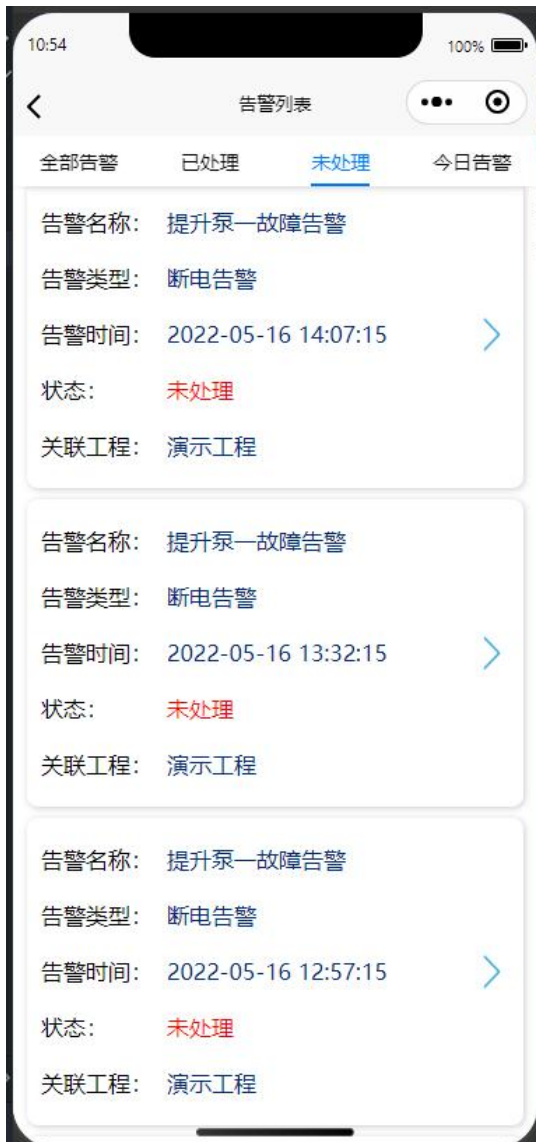 10:54
100%
告警列表
全部告警 已处理 未处理 今日告警
告警名称： 提升泵一故障告警
告警类型： 断电告警
告警时间： 2022-05-16 14:07:15
状态： 未处理
关联工程： 演示工程
告警名称： 提升泵一故障告警
告警类型： 断电告警
告警时间： 2022-05-16 13:32:15
状态： 未处理
关联工程： 演示工程
告警名称： 提升泵一故障告警
告警类型： 断电告警
告警时间： 2022-05-16 12:57:15
状态： 未处理
关联工程： 演示工程